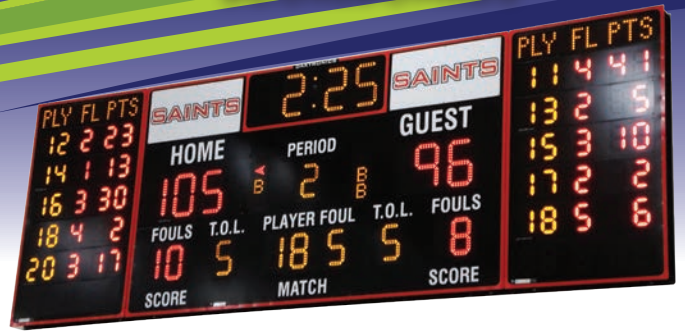 PLY FL PTS
12 2 23
14 1 13
16 3 30
18 4 2
20 3 17
SAINTS
2:25
SAINTS
HOME
PERIOD
GUEST
105
B
2
B
B
96
FOULS
T.O.L.
PLAYER FOUL
T.O.L.
FOULS
10
5
18 5
5
8
SCORE
MATCH
SCORE
PLY FL PTS
11 4 41
13 2 5
15 3 10
17 2 2
18 5 6